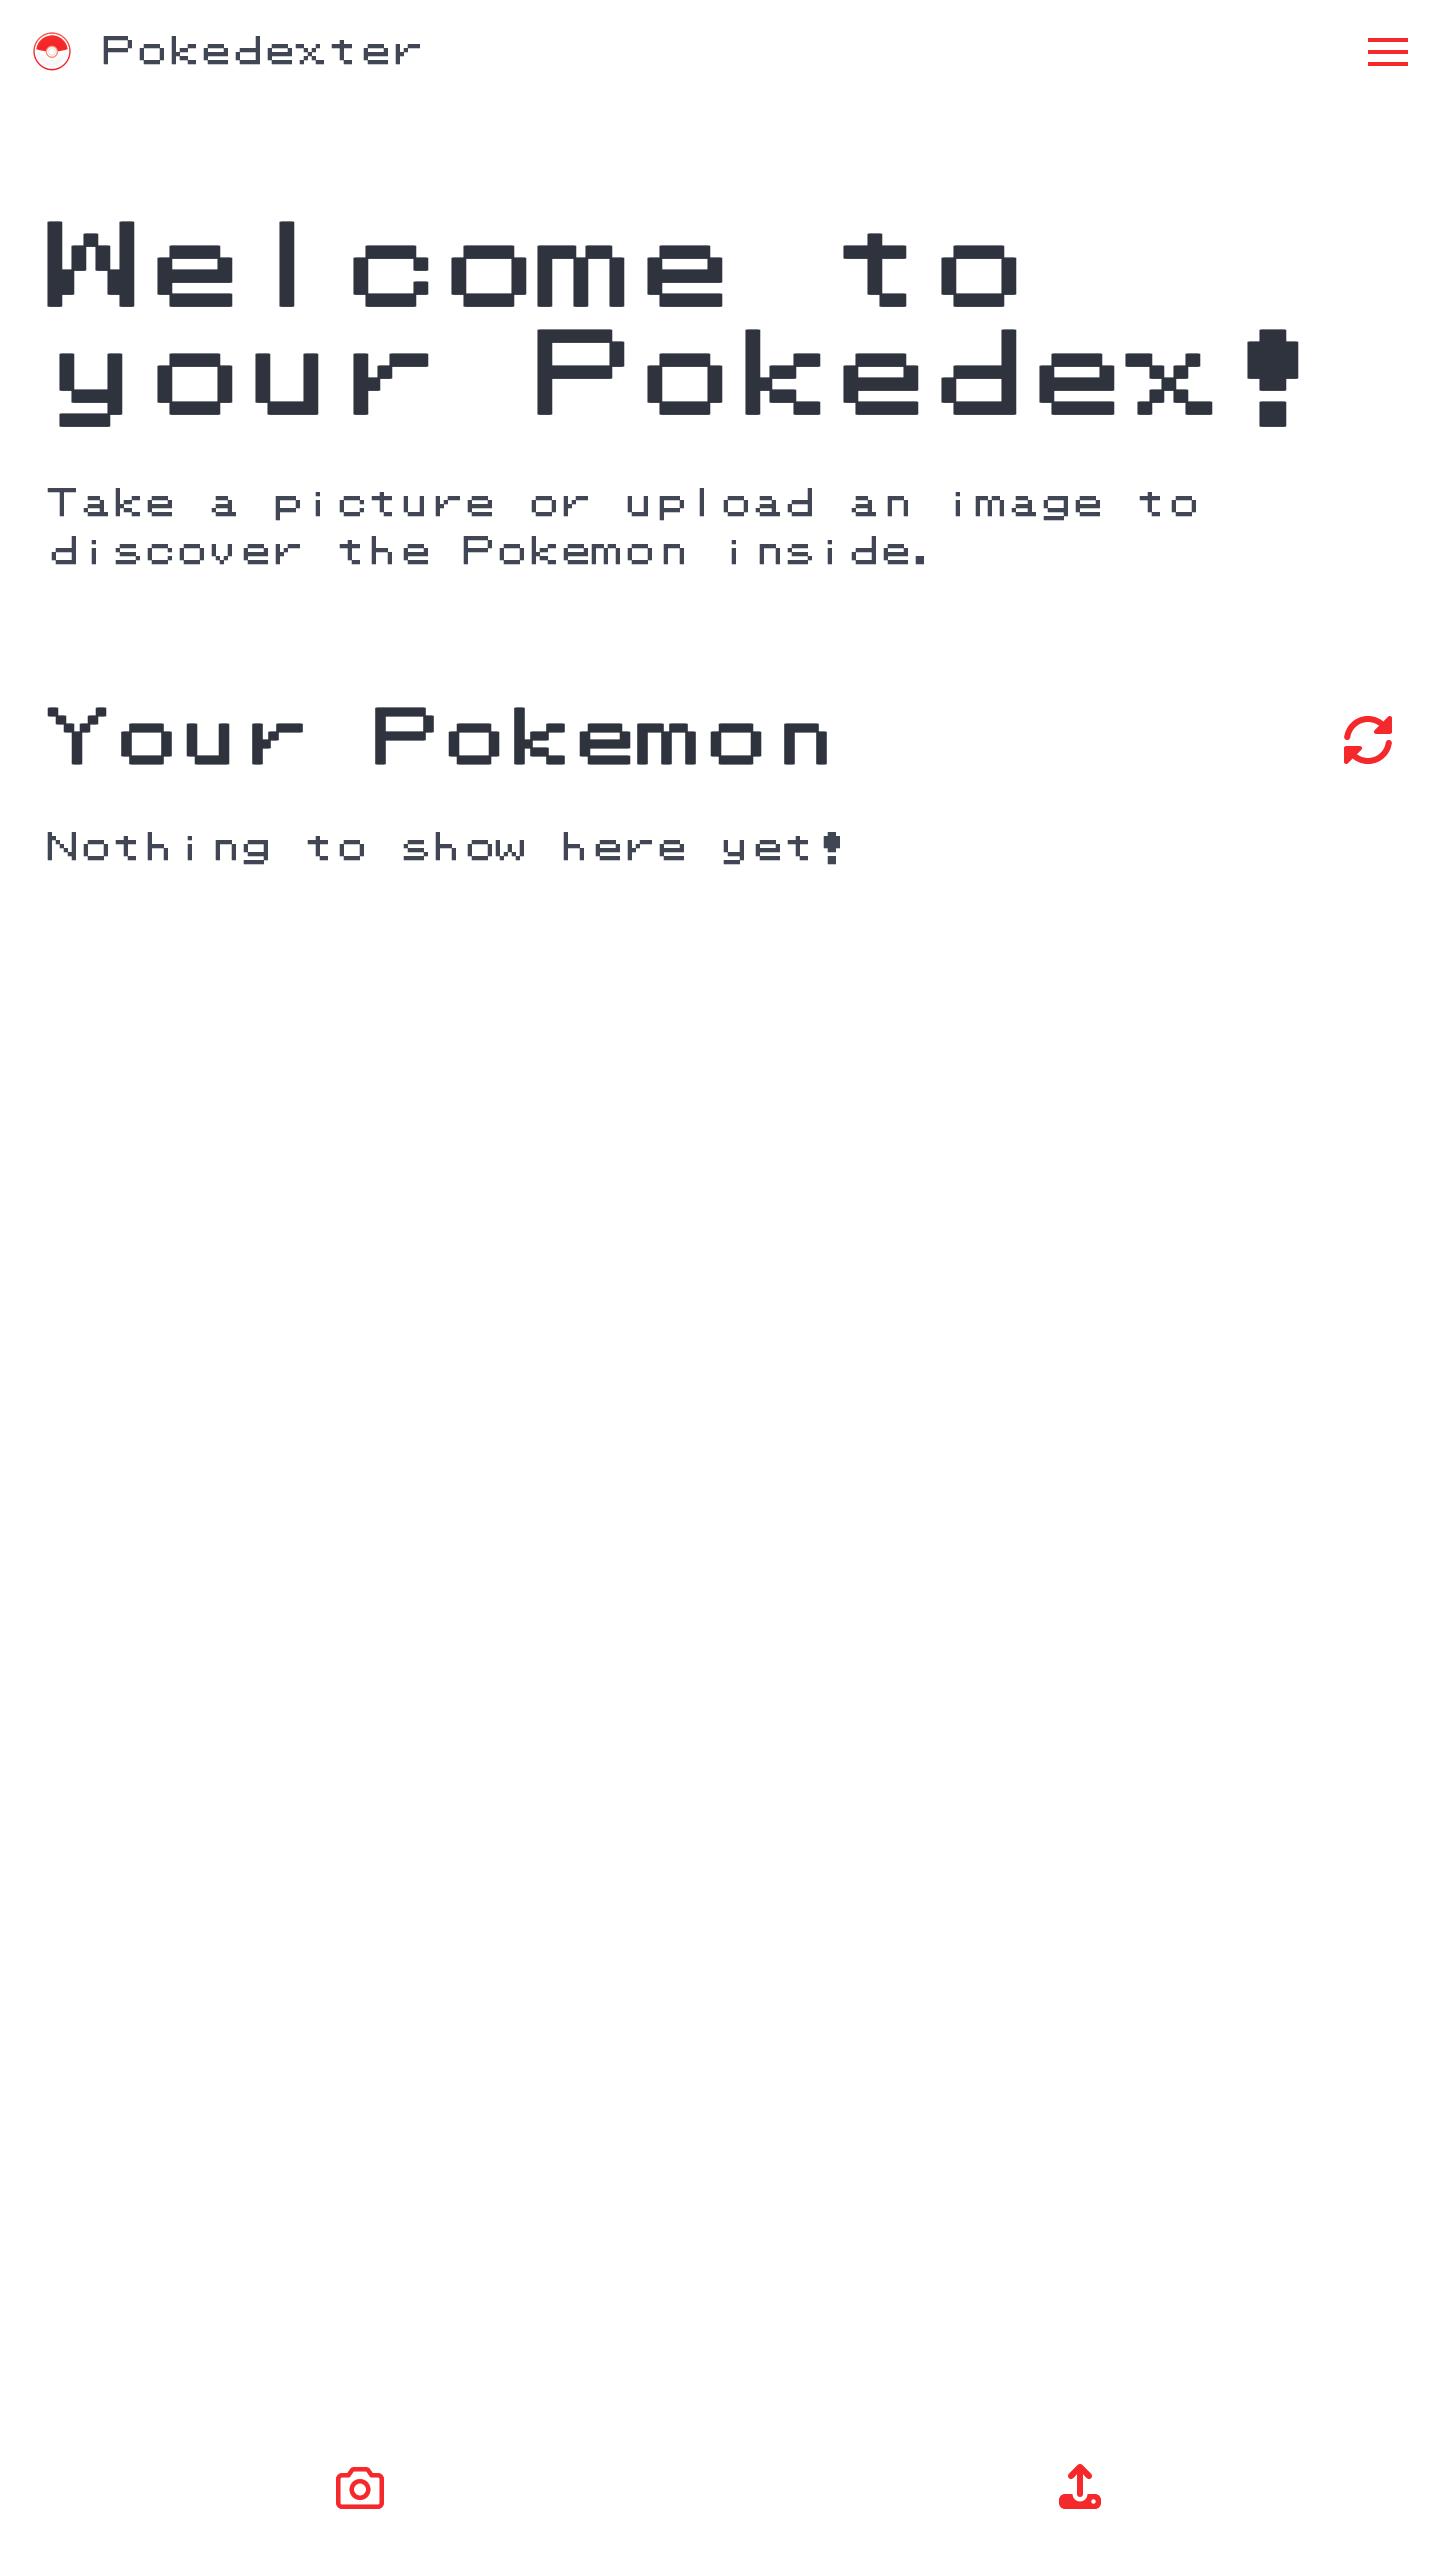 Pokedexter
Welcome to
your Pokedex!
Take a picture or upload an image to
discover the Pokemon inside.
Your Pokemon
Nothing to show here yet!